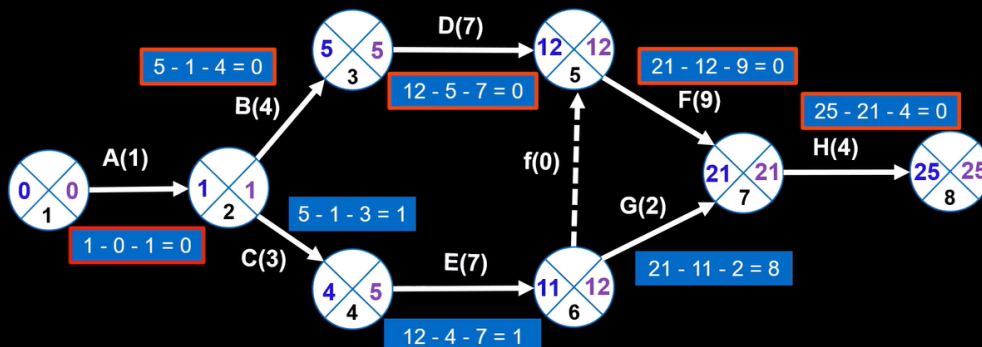 D(7)
5 5
3
12 12
5
5 - 1 - 4 = 0
12 - 5 - 7 = 0
21 - 12 - 9 = 0
B(4)
F(9)
25 - 21 - 4 = 0
A(1)
f(0)
H(4)
0 0
1
1 1
2
21 21
7
25 25
8
1 - 0 - 1 = 0
5 - 1 - 3 = 1
G(2)
C(3)
E(7)
21 - 11 - 2 = 8
4 5
4
11 12
6
12 - 4 - 7 = 1